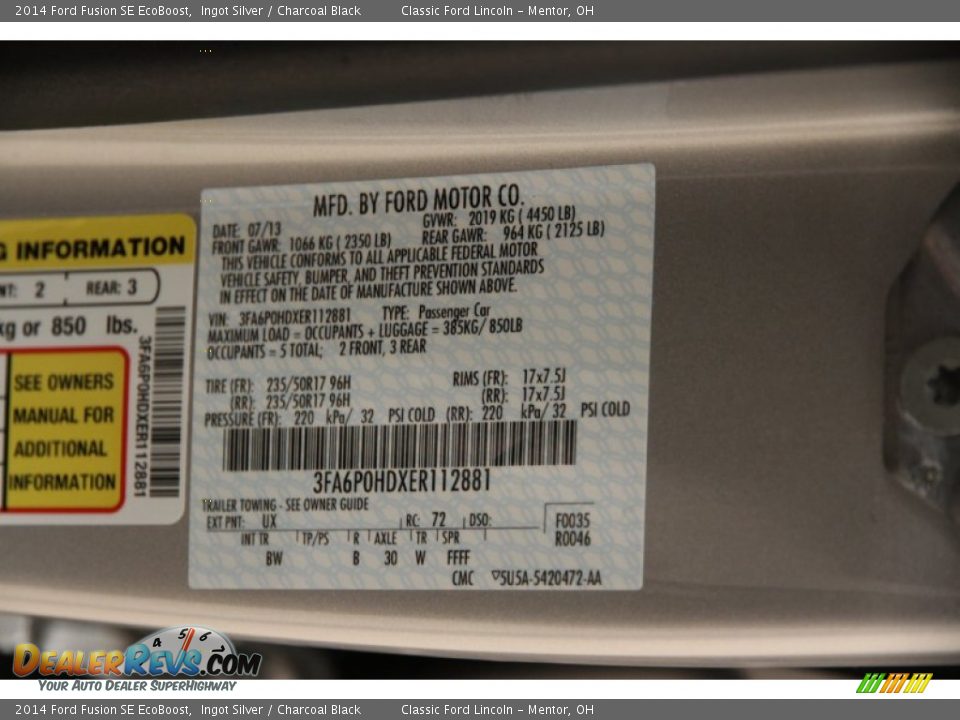 2014 Ford Fusion SE EcoBoost, Ingot Silver / Charcoal Black Classic Ford Lincoln – Mentor, OH
MFD. BY FORD MOTOR CO.
DATE: 07/13 GVWR: 2019 KG ( 4450 LB)
FRONT GAWR: 1066 KG ( 2350 LB) REAR GAWR: 964 KG ( 2125 LB)
THIS VEHICLE CONFORMS TO ALL APPLICABLE FEDERAL MOTOR
VEHICLE SAFETY, BUMPER, AND THEFT PREVENTION STANDARDS
IN EFFECT ON THE DATE OF MANUFACTURE SHOWN ABOVE.
VIN: 3FA6P0HDXER112881 TYPE: Passenger Car
MAXIMUM LOAD = OCCUPANTS + LUGGAGE = 385KG/ 850LB
OCCUPANTS = 5 TOTAL; 2 FRONT, 3 REAR
TIRE (FR): 235/50R17 96H RIMS (FR): 17x7.5J
(RR): 235/50R17 96H (RR): 17x7.5J
PRESSURE (FR): 220 kPa/ 32 PSI COLD (RR): 220 kPa/ 32 PSI COLD
3FA6P0HDXER112881
TRAILER TOWING - SEE OWNER GUIDE
EXT PNT: UX RC: 72 DSO: F0035
INT TR TP/PS R AXLE TR SPR R0046
BW B 30 W FFFF
CMC ▽5U5A-5420472-AA
G INFORMATION
NT: 2 REAR: 3
kg or 850 lbs.
SEE OWNERS
MANUAL FOR
ADDITIONAL
INFORMATION
3FA6P0HDXER112881
4 5 6
DealerRevs.com
Your Auto Dealer SuperHighway
2014 Ford Fusion SE EcoBoost, Ingot Silver / Charcoal Black Classic Ford Lincoln – Mentor, OH